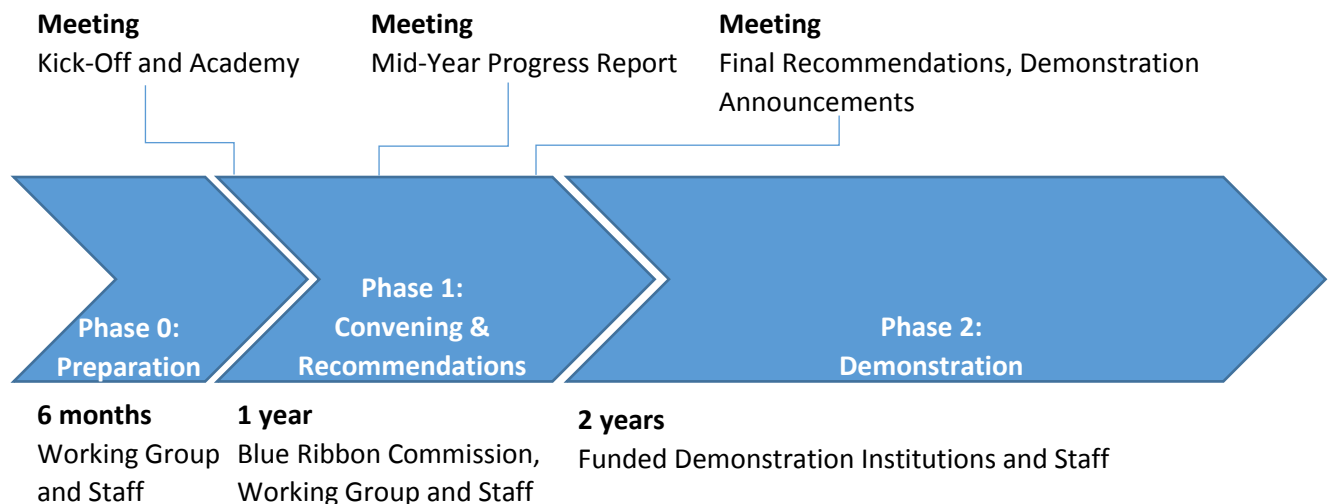 Meeting
Kick-Off and Academy
Meeting
Mid-Year Progress Report
Meeting
Final Recommendations, Demonstration
Announcements
Phase 0:
Preparation
Phase 1:
Convening &
Recommendations
Phase 2:
Demonstration
6 months
Working Group
and Staff
1 year
Blue Ribbon Commission,
Working Group and Staff
2 years
Funded Demonstration Institutions and Staff